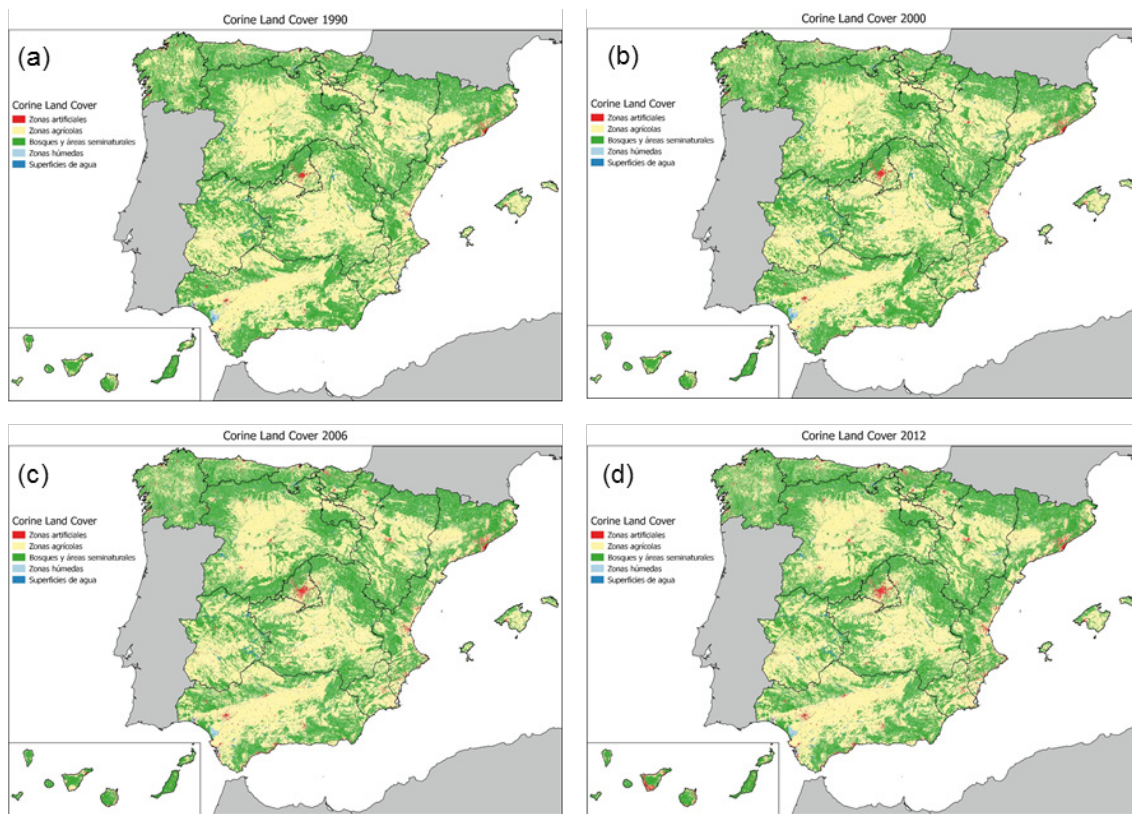 Corine Land Cover 1990
(a)
Corine Land Cover
Zonas artificiales
Zonas agrícolas
Bosques y áreas seminaturales
Zonas húmedas
Superficies de agua
Corine Land Cover 2000
(b)
Corine Land Cover
Zonas artificiales
Zonas agrícolas
Bosques y áreas seminaturales
Zonas húmedas
Superficies de agua
Corine Land Cover 2006
(c)
Corine Land Cover
Zonas artificiales
Zonas agrícolas
Bosques y áreas seminaturales
Zonas húmedas
Superficies de agua
Corine Land Cover 2012
(d)
Corine Land Cover
Zonas artificiales
Zonas agrícolas
Bosques y áreas seminaturales
Zonas húmedas
Superficies de agua